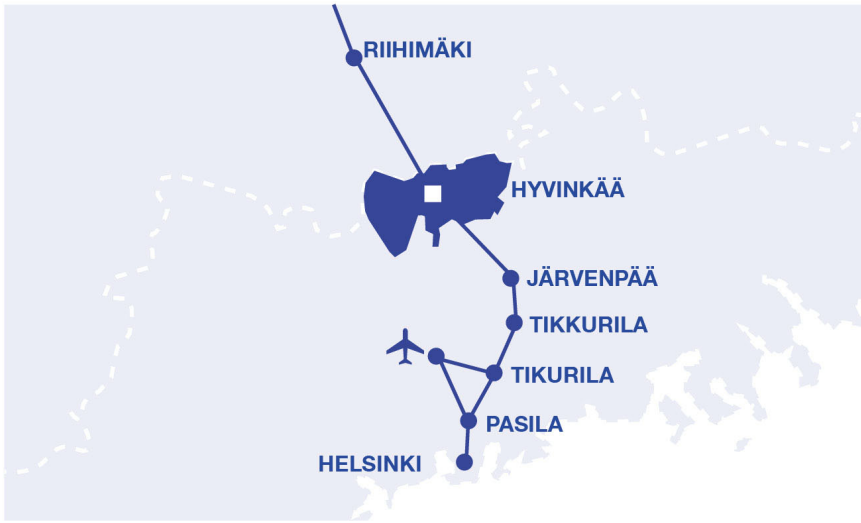 RIIHIMÄKI
HYVINKÄÄ
JÄRVENPÄÄ
TIKKURILA
TIKURILA
PASILA
HELSINKI